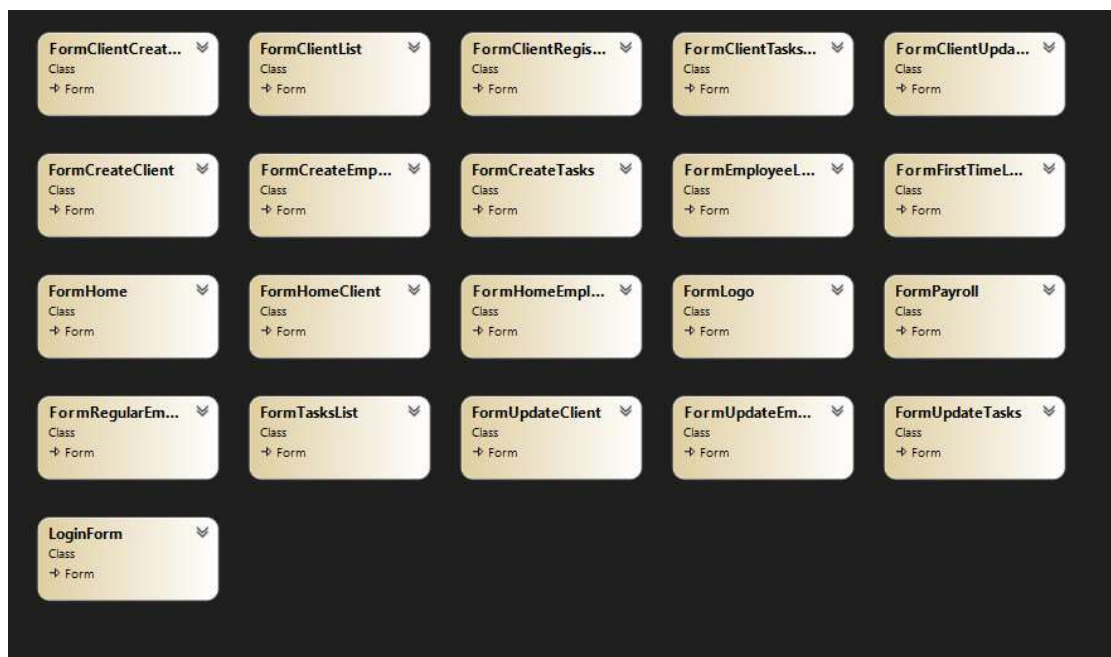 FormClientCreat...
Class
Form
FormClientList
Class
Form
FormClientRegis...
Class
Form
FormClientTasks...
Class
Form
FormClientUpda...
Class
Form
FormCreateClient
Class
Form
FormCreateEmp...
Class
Form
FormCreateTasks
Class
Form
FormEmployeeL...
Class
Form
FormFirstTimeL...
Class
Form
FormHome
Class
Form
FormHomeClient
Class
Form
FormHomeEmpl...
Class
Form
FormLogo
Class
Form
FormPayroll
Class
Form
FormRegularEm...
Class
Form
FormTasksList
Class
Form
FormUpdateClient
Class
Form
FormUpdateEm...
Class
Form
FormUpdateTasks
Class
Form
LoginForm
Class
Form